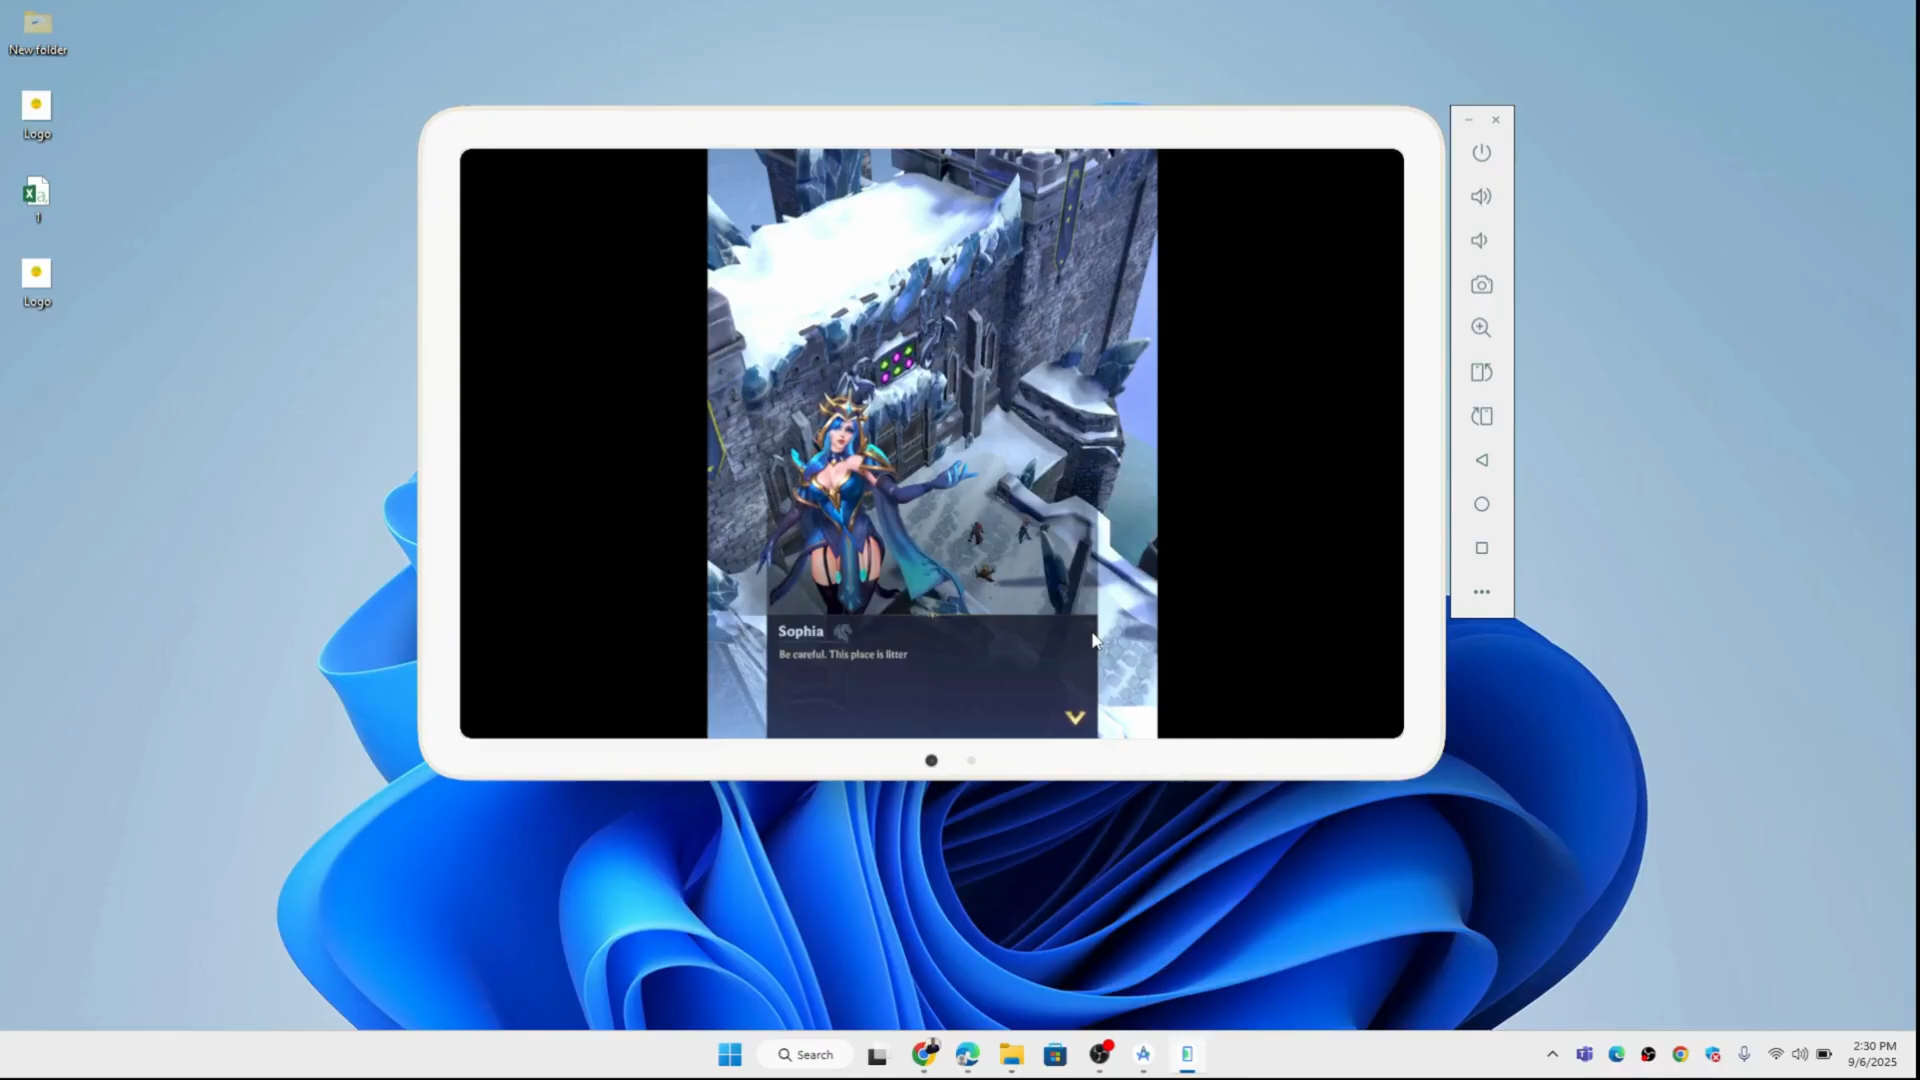 New folder
Logo
1
Logo
Sophia
Be careful. This place is litter
Search
2:30 PM
9/6/2025